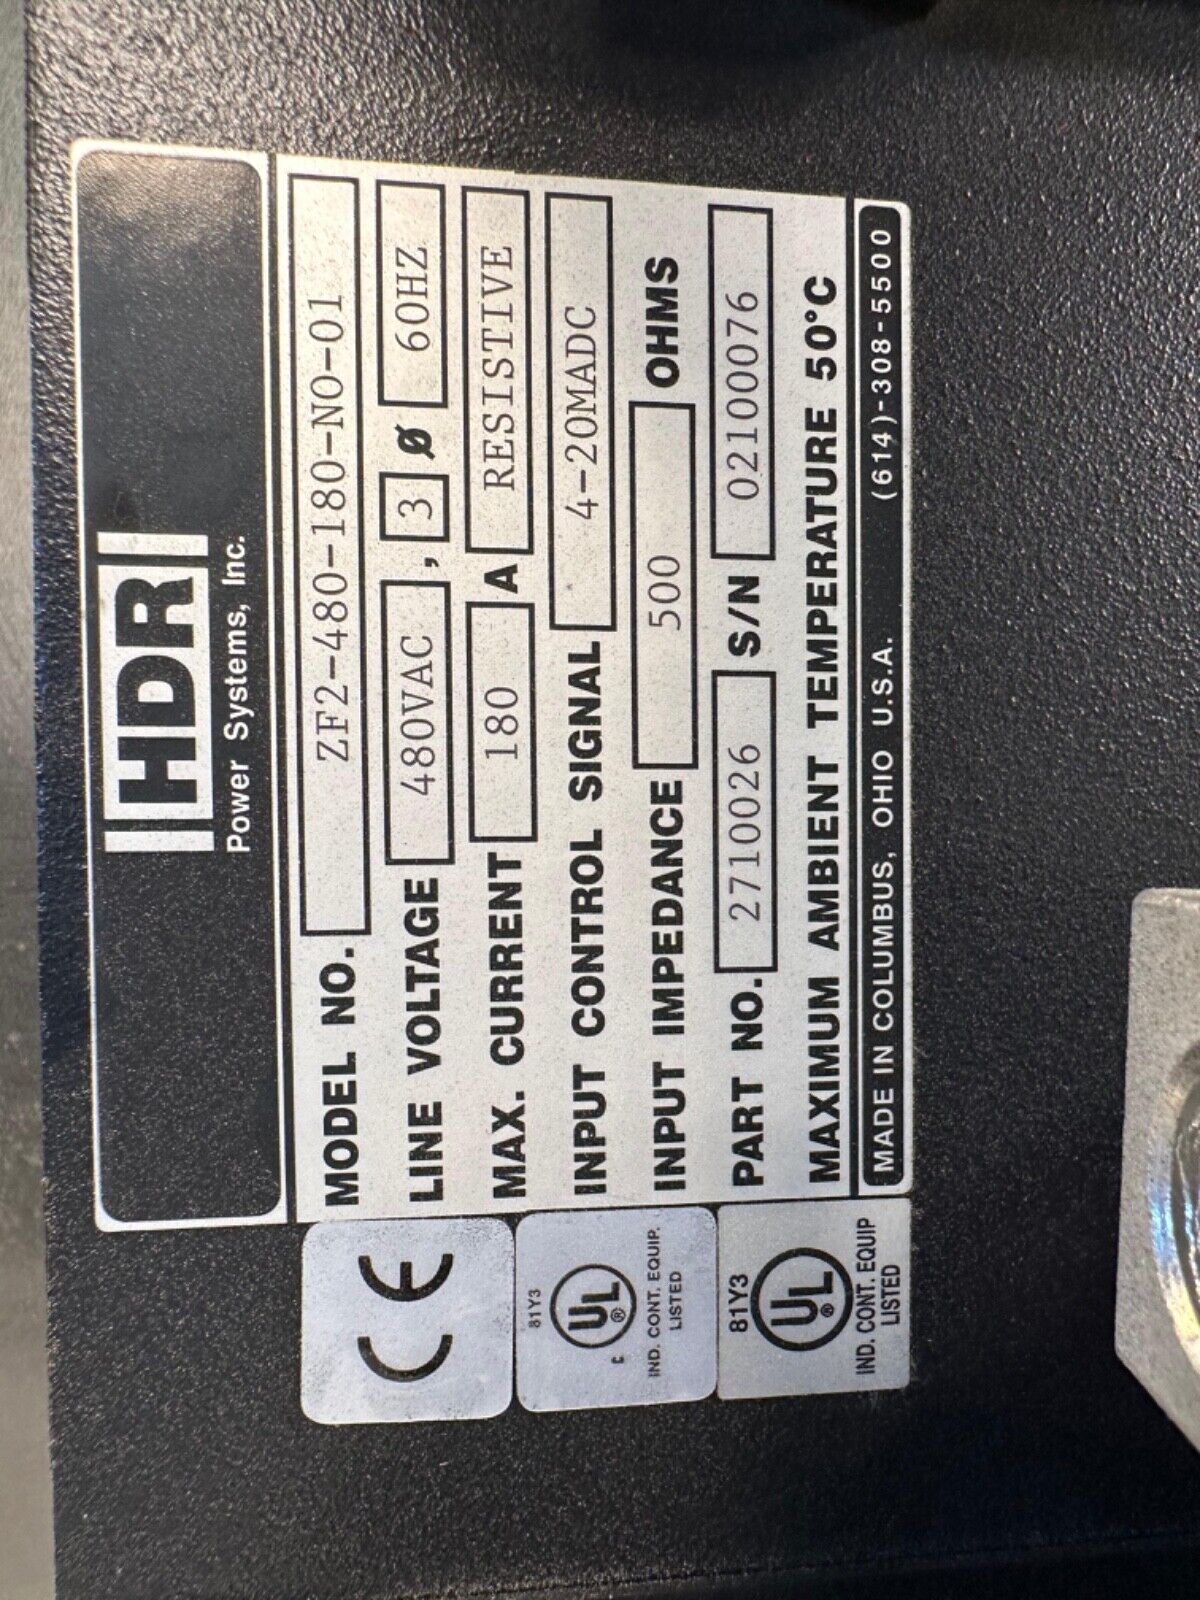 HDR
Power Systems, Inc.
MODEL NO. ZF2-480-180-NO-01
LINE VOLTAGE 480VAC , 3 Ø 60HZ
MAX. CURRENT 180 A RESISTIVE
INPUT CONTROL SIGNAL 4-20MADC
INPUT IMPEDANCE 500 OHMS
PART NO. 2710026 S/N 02100076
MAXIMUM AMBIENT TEMPERATURE 50°C
MADE IN COLUMBUS, OHIO U.S.A. (614)-308-5500
CE
81Y3
C UL ®
IND. CONT. EQUIP.
LISTED
81Y3
UL ®
IND. CONT. EQUIP
LISTED